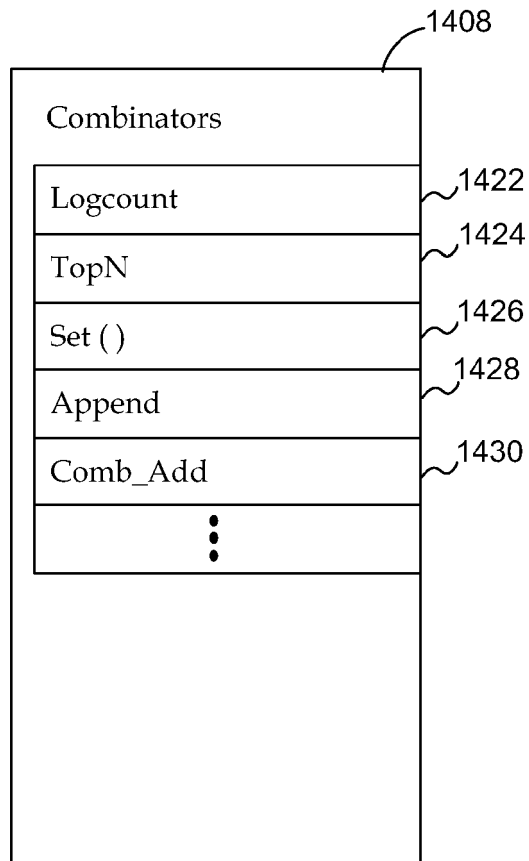 1408
Combinators
Logcount 1422
TopN 1424
Set ( ) 1426
Append 1428
Comb_Add 1430